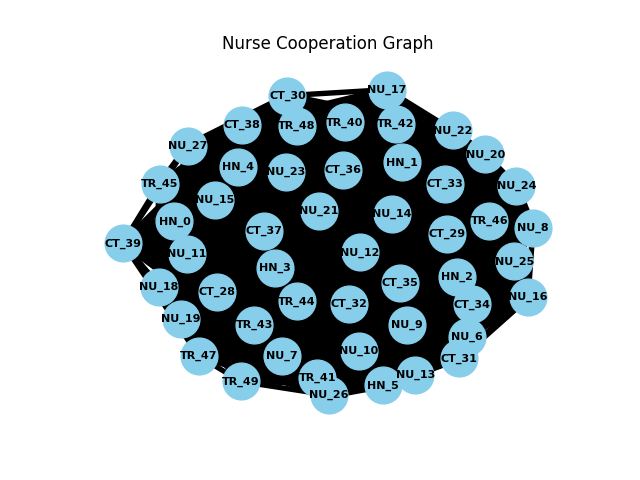 Nurse Cooperation Graph
CT_30
NU_17
CT_38
TR_48
TR_40
TR_42
NU_22
NU_27
NU_20
HN_4
NU_23
CT_36
HN_1
TR_45
CT_33
NU_24
NU_15
NU_21
NU_14
HN_0
TR_46
NU_8
CT_39
CT_37
CT_29
NU_11
NU_12
NU_25
HN_3
HN_2
NU_18
CT_28
CT_35
NU_16
TR_44
CT_32
CT_34
NU_19
TR_43
NU_9
NU_6
TR_47
NU_7
NU_10
CT_31
TR_49
TR_41
NU_13
HN_5
NU_26